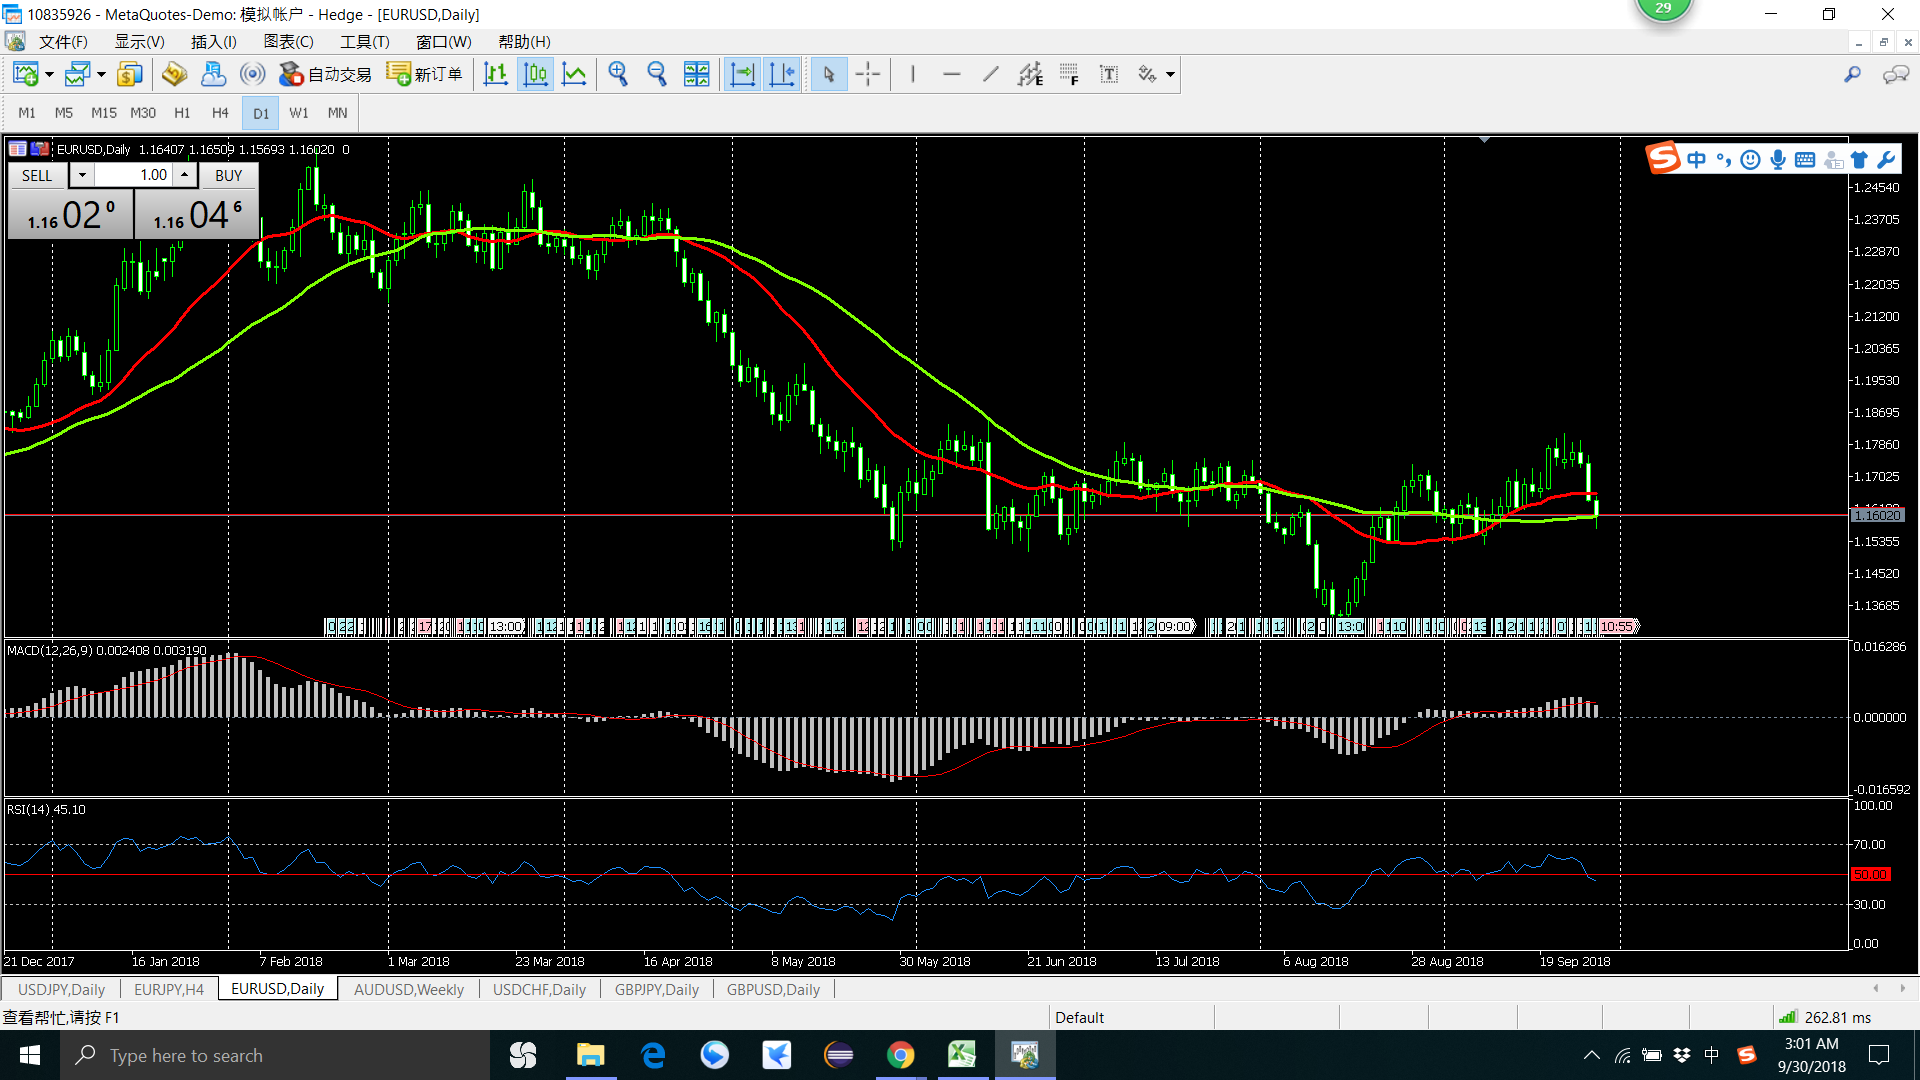 10835926 - MetaQuotes-Demo: 模拟帐户 - Hedge - [EURUSD,Daily]
29
文件(F) 显示(V) 插入(I) 图表(C) 工具(T) 窗口(W) 帮助(H)
自动交易 新订单
M1 M5 M15 M30 H1 H4 D1 W1 MN
EURUSD,Daily 1.16407 1.16509 1.15693 1.16020 0
SELL 1.00 BUY
1.16 02 0 1.16 04 6
中
1.24540
1.23705
1.22870
1.22035
1.21200
1.20365
1.19530
1.18695
1.17860
1.17025
1.16020
1.15355
1.14520
1.13685
13:00 09:00 10:55
MACD(12,26,9) 0.002408 0.003190
0.016286
0.000000
-0.016592
RSI(14) 45.10
100.00
70.00
50.00
30.00
0.00
21 Dec 2017 16 Jan 2018 7 Feb 2018 1 Mar 2018 23 Mar 2018 16 Apr 2018 8 May 2018 30 May 2018 21 Jun 2018 13 Jul 2018 6 Aug 2018 28 Aug 2018 19 Sep 2018
USDJPY,Daily EURJPY,H4 EURUSD,Daily AUDUSD,Weekly USDCHF,Daily GBPJPY,Daily GBPUSD,Daily
查看帮忙,请按 F1 Default 262.81 ms
Type here to search
中
3:01 AM
9/30/2018